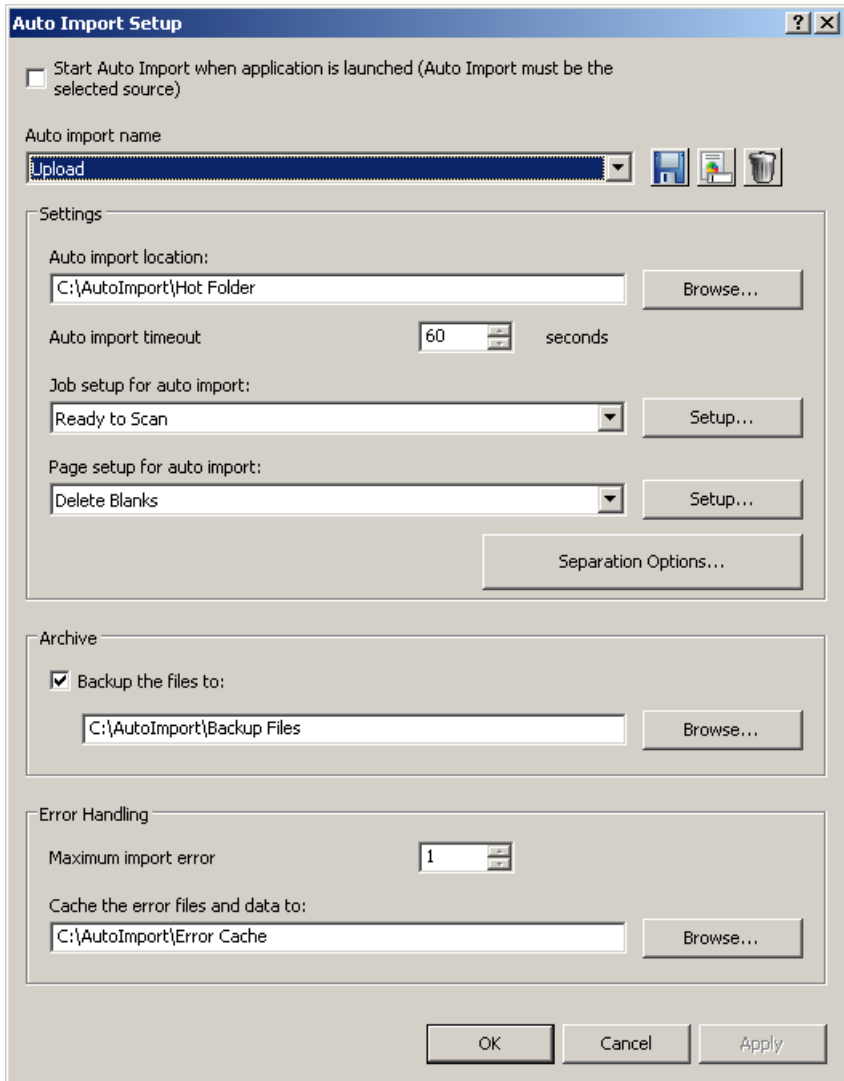 Auto Import Setup
Start Auto Import when application is launched (Auto Import must be the
selected source)
Auto import name
Upload
Settings
Auto import location:
C:\AutoImport\Hot Folder
Browse...
Auto import timeout
60
seconds
Job setup for auto import:
Ready to Scan
Setup...
Page setup for auto import:
Delete Blanks
Setup...
Separation Options...
Archive
Backup the files to:
C:\AutoImport\Backup Files
Browse...
Error Handling
Maximum import error
1
Cache the error files and data to:
C:\AutoImport\Error Cache
Browse...
OK
Cancel
Apply